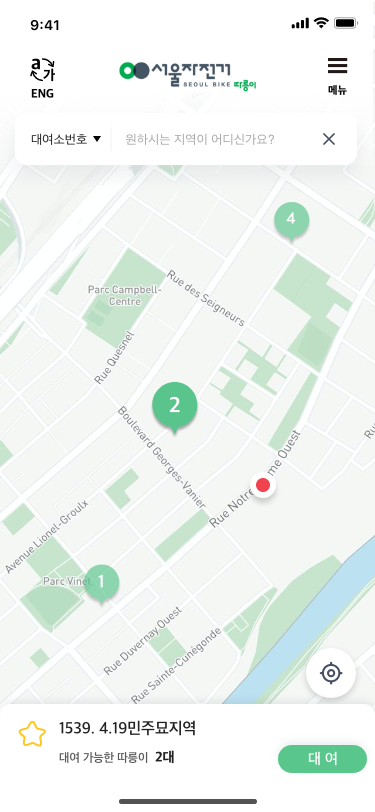 9:41
a
가
ENG
서울자전거
SEOUL BIKE 따릉이
메뉴
대여소번호
원하시는 지역이 어디신가요?
4
Parc Campbell-
Centre
Rue des Seigneurs
Rue Quesnel
2
Boulevard Georges-Vanier
Rue Notre-Dame Ouest
Avenue Lionel-Groulx
Parc Vinet
1
Rue Duvernay Ouest
Rue Sainte-Cunégonde
Ru
1539. 4.19민주묘지역
대여 가능한 따릉이 2대
대 여